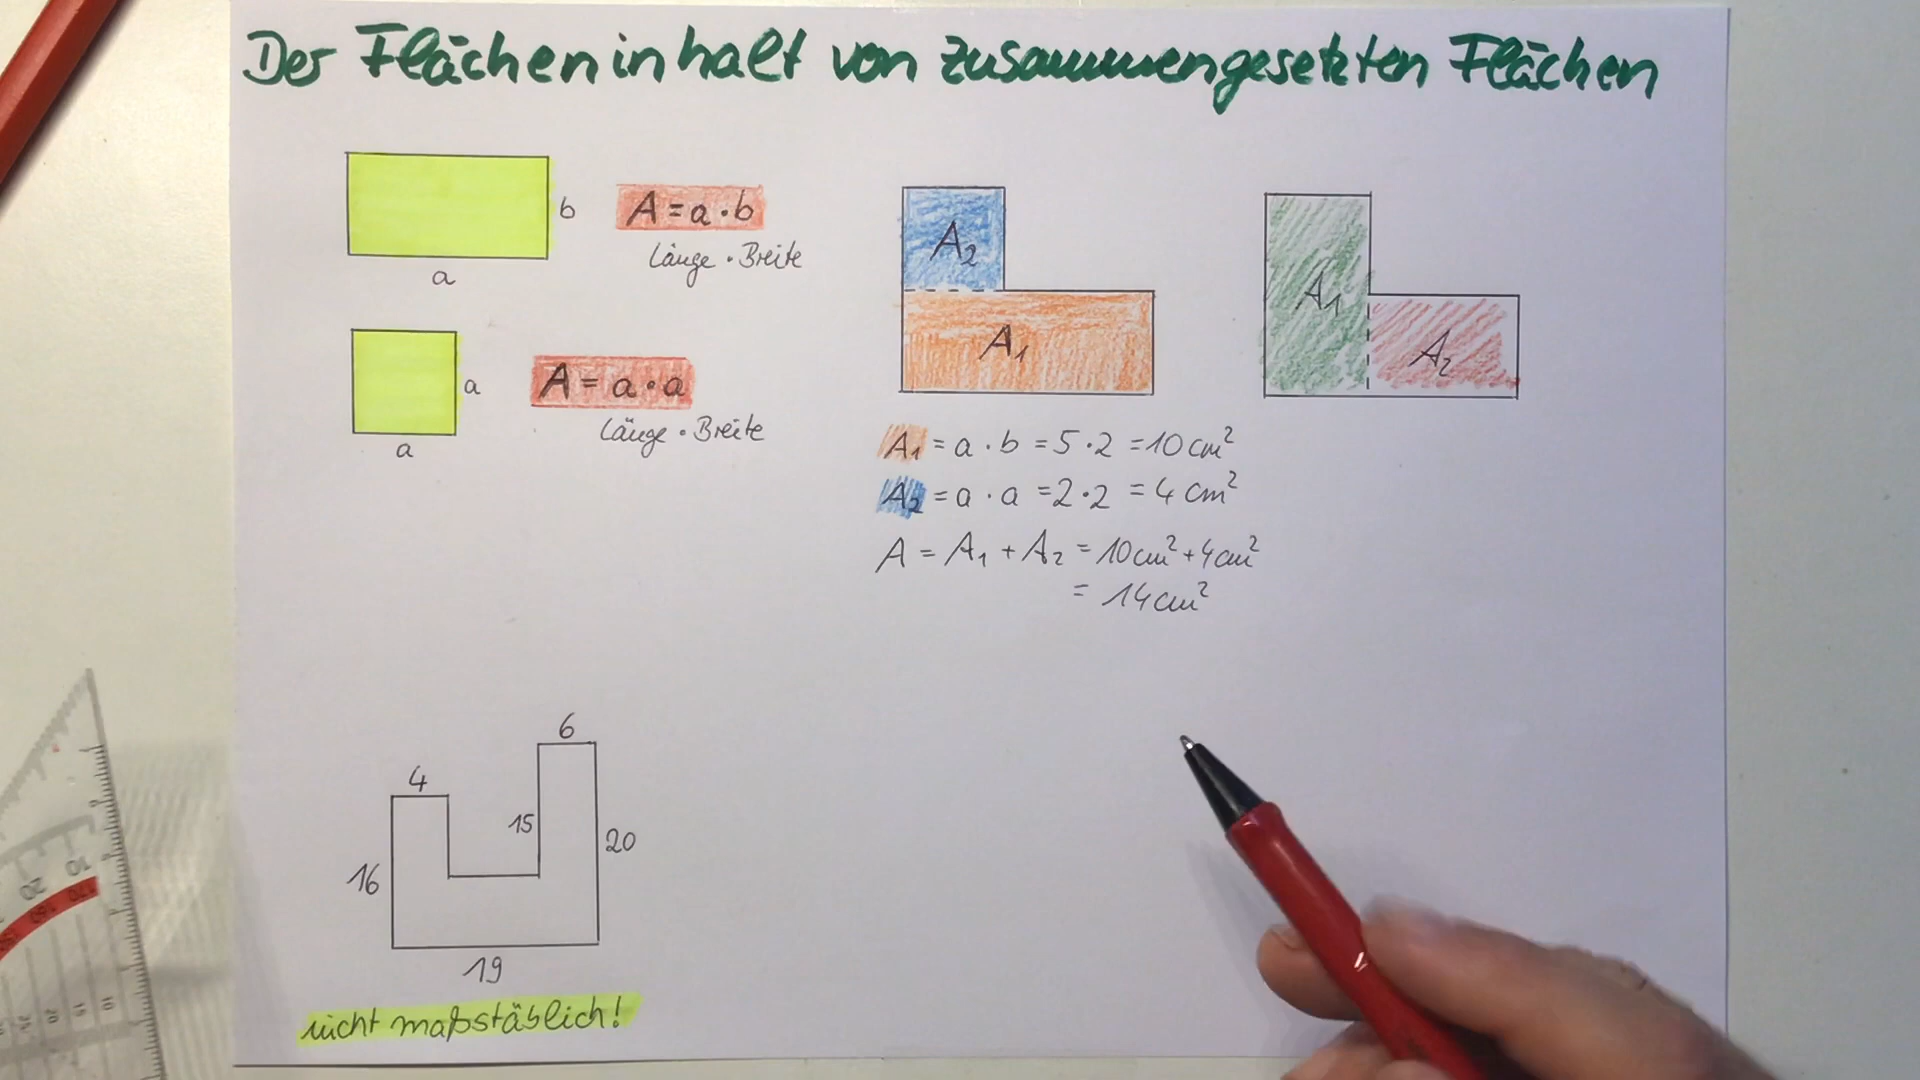 Der Flächeninhalt von zusammengesetzten Flächen
b
a
A = a · b
Länge · Breite
a
a
A = a · a
Länge · Breite
A₂
A₁
A₁
A₂
A₁ = a · b = 5 · 2 = 10 cm²
A₂ = a · a = 2 · 2 = 4 cm²
A = A₁ + A₂ = 10 cm² + 4 cm²
= 14 cm²
6
4
15
20
16
19
nicht maßstäblich!